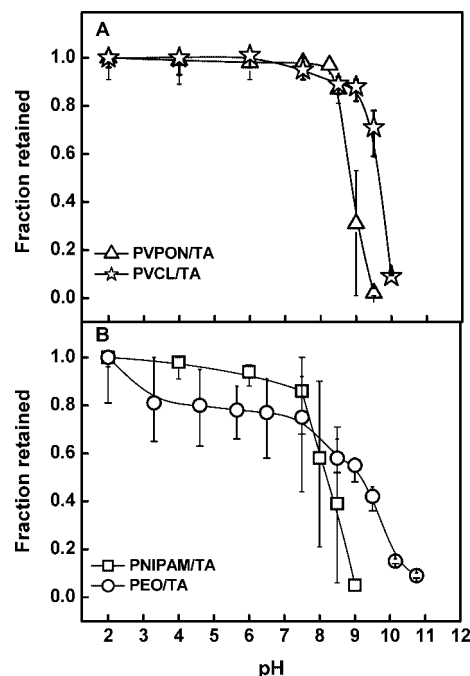 A
1.0
0.8
0.6
0.4
0.2
0.0
Fraction retained
PVPON/TA
PVCL/TA
B
1.0
0.8
0.6
0.4
0.2
0.0
Fraction retained
PNIPAM/TA
PEO/TA
2 3 4 5 6 7 8 9 10 11 12
pH